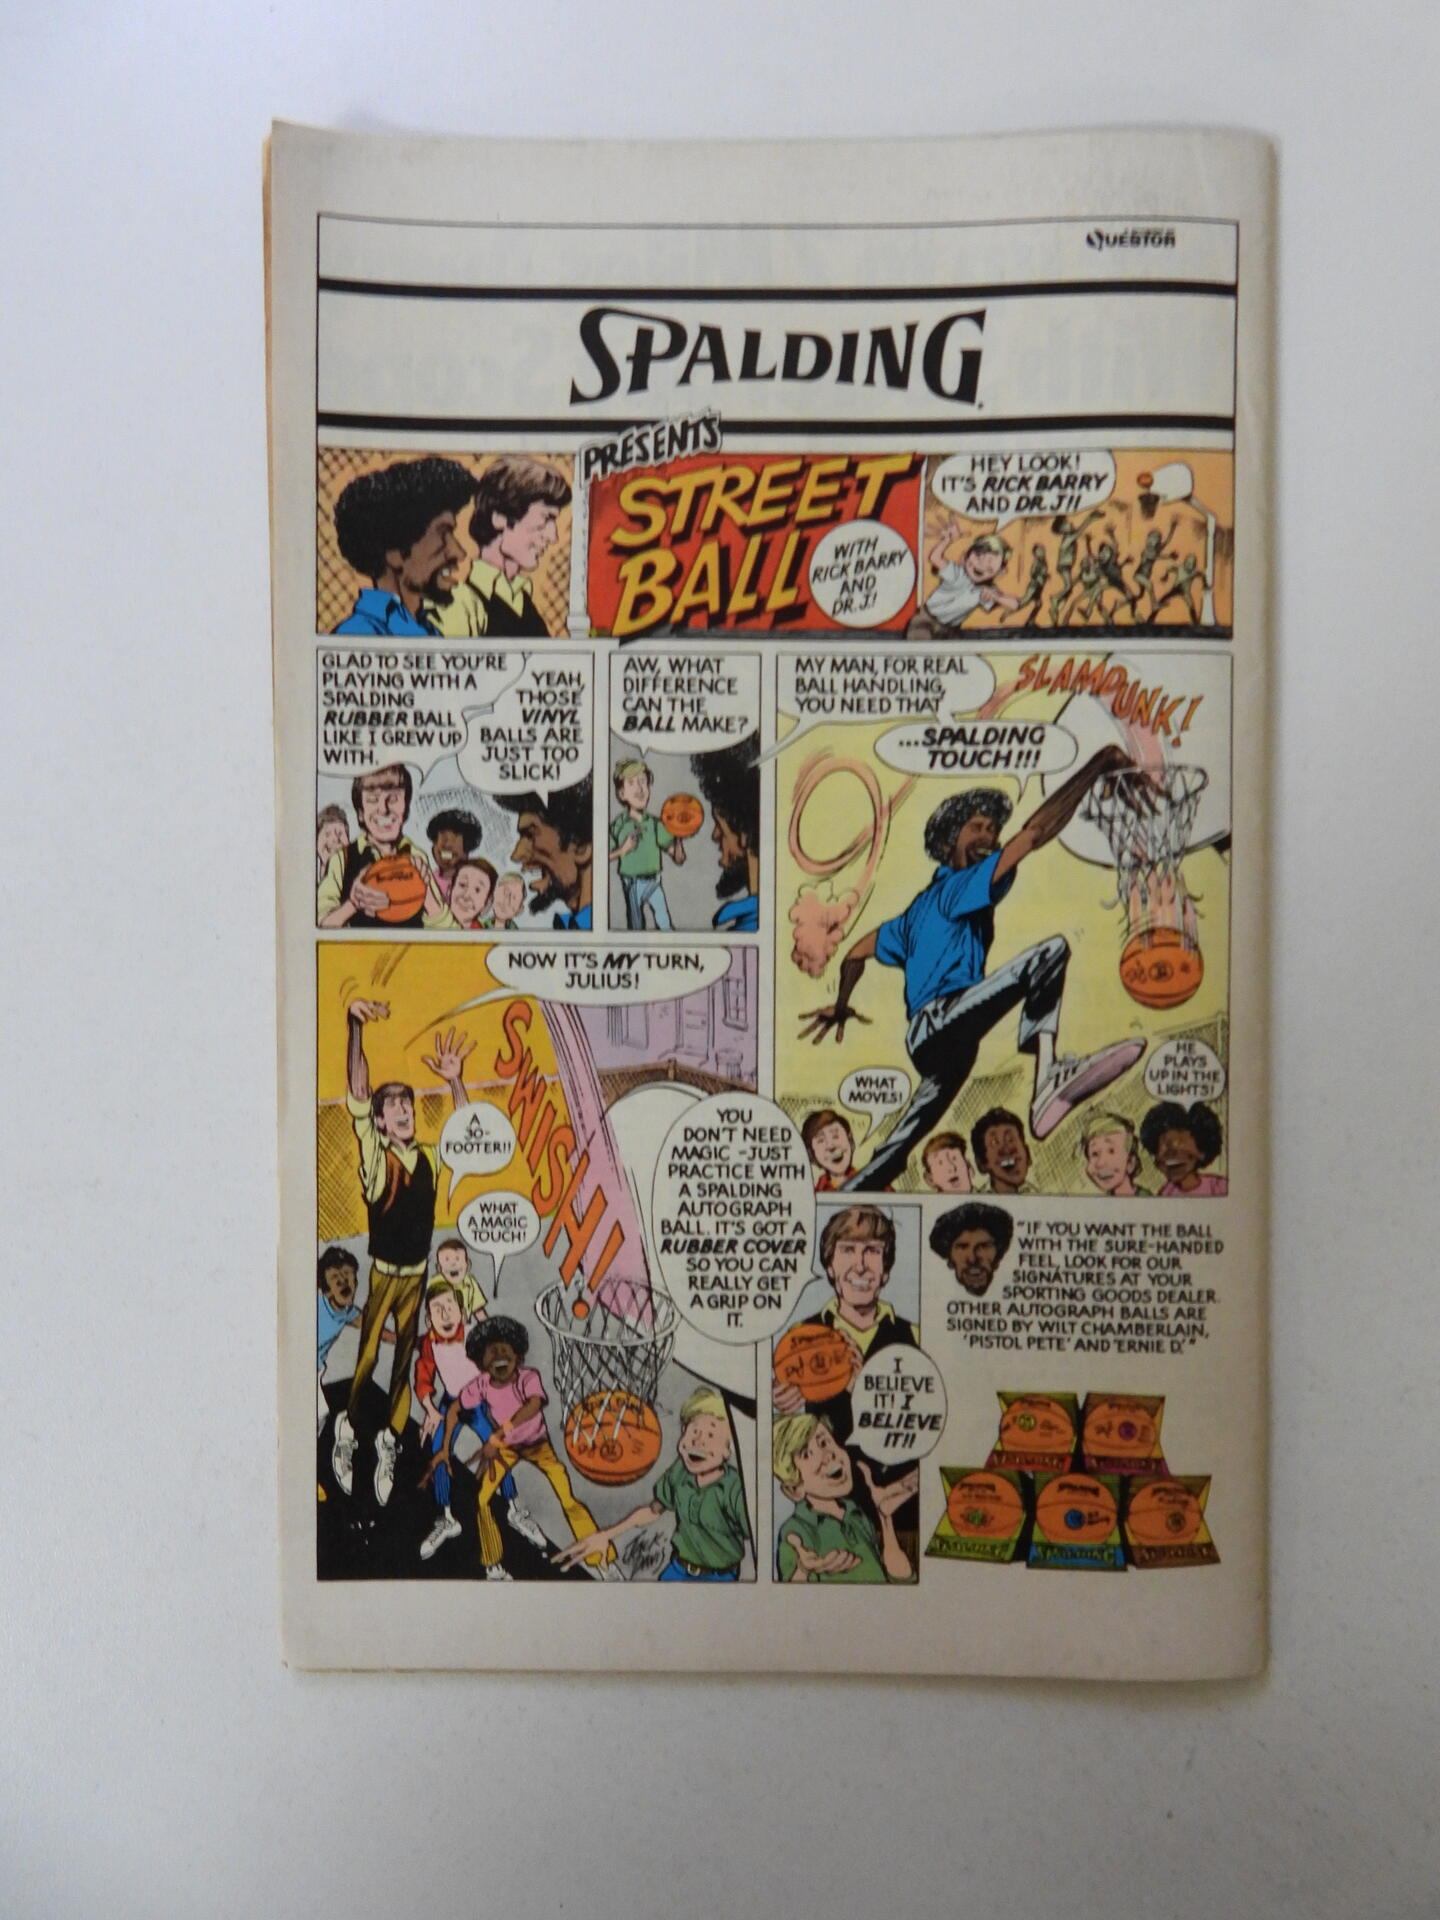 QUESTOR
SPALDING
PRESENTS
STREET
BALL
WITH
RICK BARRY
AND
DR. J.!
HEY LOOK!
IT'S RICK BARRY
AND DR. J!!
GLAD TO SEE YOU'RE
PLAYING WITH A
SPALDING
RUBBER BALL
LIKE I GREW UP
WITH.
YEAH,
THOSE
VINYL
BALLS ARE
JUST TOO
SLICK!
AW, WHAT
DIFFERENCE
CAN THE
BALL MAKE?
MY MAN, FOR REAL
BALL HANDLING,
YOU NEED THAT
...SPALDING
TOUCH!!!
SLAMDUNK!
WHAT
MOVES!
HE
PLAYS
UP IN THE
LIGHTS!
NOW IT'S MY TURN,
JULIUS!
SWISH!
A
30-
FOOTER!!
WHAT
A MAGIC
TOUCH!
YOU
DON'T NEED
MAGIC - JUST
PRACTICE WITH
A SPALDING
AUTOGRAPH
BALL. IT'S GOT A
RUBBER COVER
SO YOU CAN
REALLY GET
A GRIP ON
IT.
JACK
DAVIS
I
BELIEVE
IT! I
BELIEVE
IT!!
"IF YOU WANT THE BALL
WITH THE SURE-HANDED
FEEL, LOOK FOR OUR
SIGNATURES AT YOUR
SPORTING GOODS DEALER.
OTHER AUTOGRAPH BALLS ARE
SIGNED BY WILT CHAMBERLAIN,
'PISTOL PETE' AND 'ERNIE D.'"
SPALDING
SPALDING
SPALDING
SPALDING
SPALDING